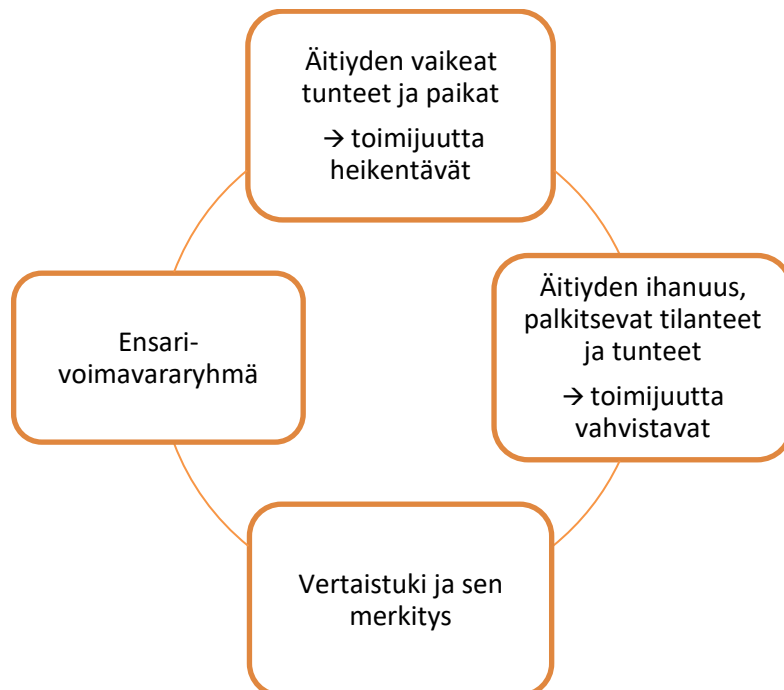 Äitiyden vaikeat
tunteet ja paikat
→ toimijuutta
heikentävät
Äitiyden ihanuus,
palkitsevat tilanteet
ja tunteet
→ toimijuutta
vahvistavat
Vertaistuki ja sen
merkitys
Ensari-
voimavararyhmä